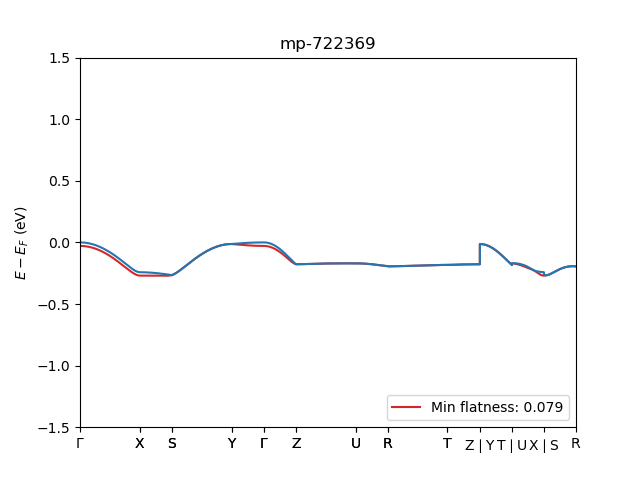 mp-722369
1.5
1.0
0.5
0.0
−0.5
−1.0
−1.5
E − E_F (eV)
Min flatness: 0.079
Γ X S Y Γ Z U R T Z | Y T | U X | S R